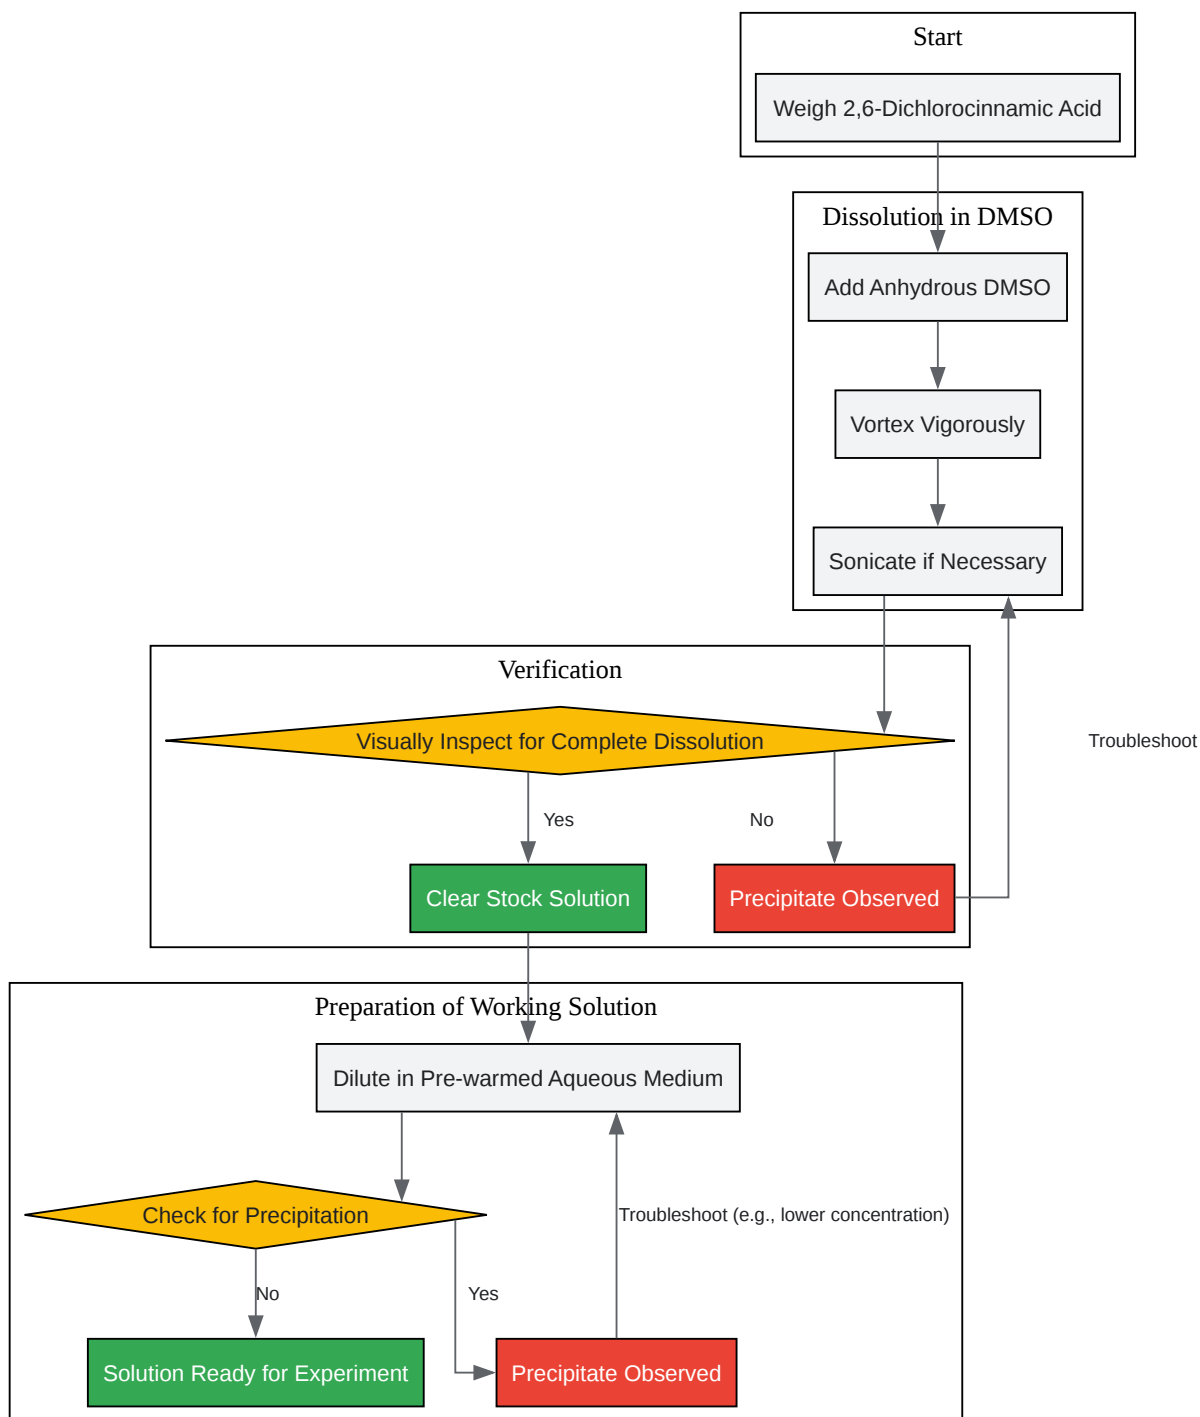 Start
Weigh 2,6-Dichlorocinnamic Acid
Dissolution in DMSO
Add Anhydrous DMSO
Vortex Vigorously
Sonicate if Necessary
Verification
Visually Inspect for Complete Dissolution
Troubleshoot
Yes
No
Clear Stock Solution
Precipitate Observed
Preparation of Working Solution
Dilute in Pre-warmed Aqueous Medium
Check for Precipitation
Troubleshoot (e.g., lower concentration)
No
Yes
Solution Ready for Experiment
Precipitate Observed